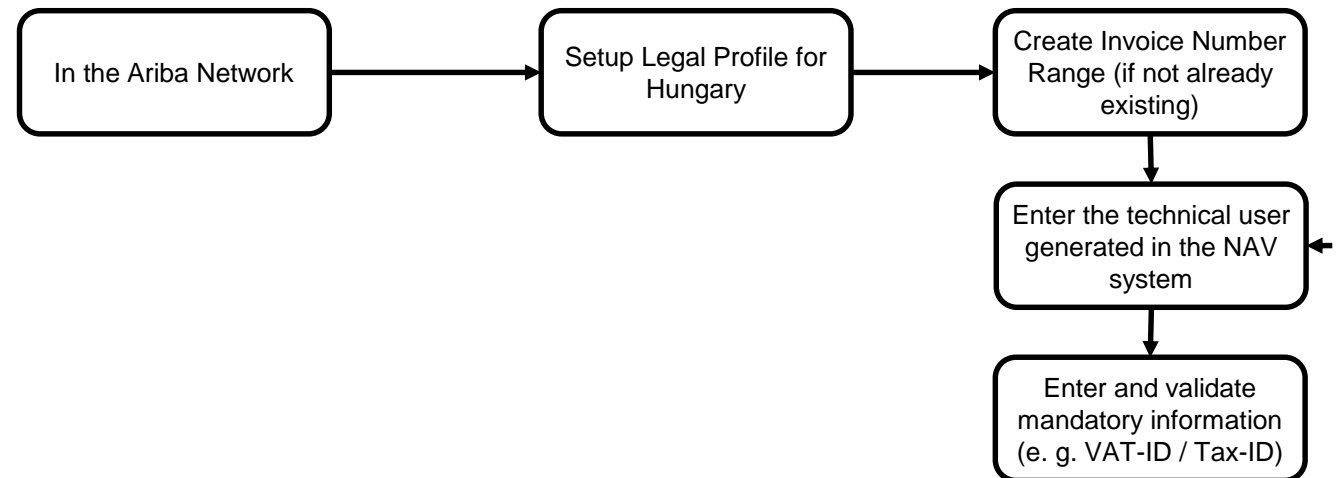 In the Ariba Network
Setup Legal Profile for
Hungary
Create Invoice Number
Range (if not already
existing)
Enter the technical user
generated in the NAV
system
Enter and validate
mandatory information
(e. g. VAT-ID / Tax-ID)